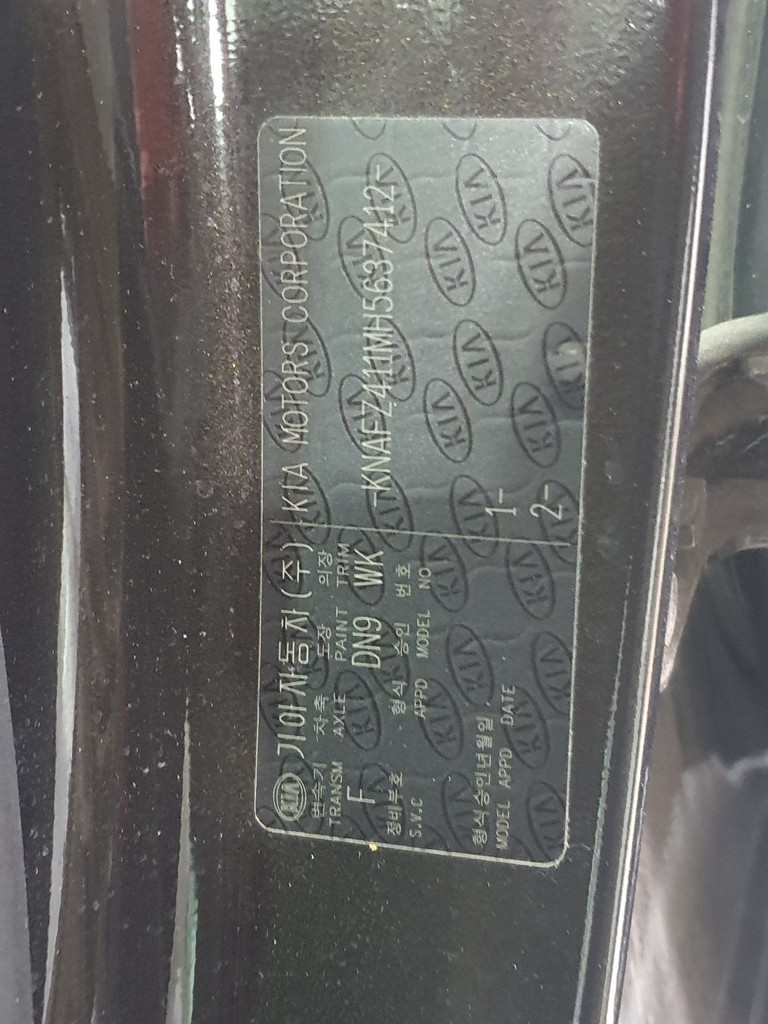 KIA 기아자동차(주) KIA MOTORS CORPORATION
변속기 차축 도장 의장
TRANSM AXLE PAINT TRIM
F DN9 WK -KNAFZ411MH5637412-
정비부호 형식 승인 번호
S.V.C APPD MODEL NO
1-
형식승인년월일
MODEL APPD DATE
2-